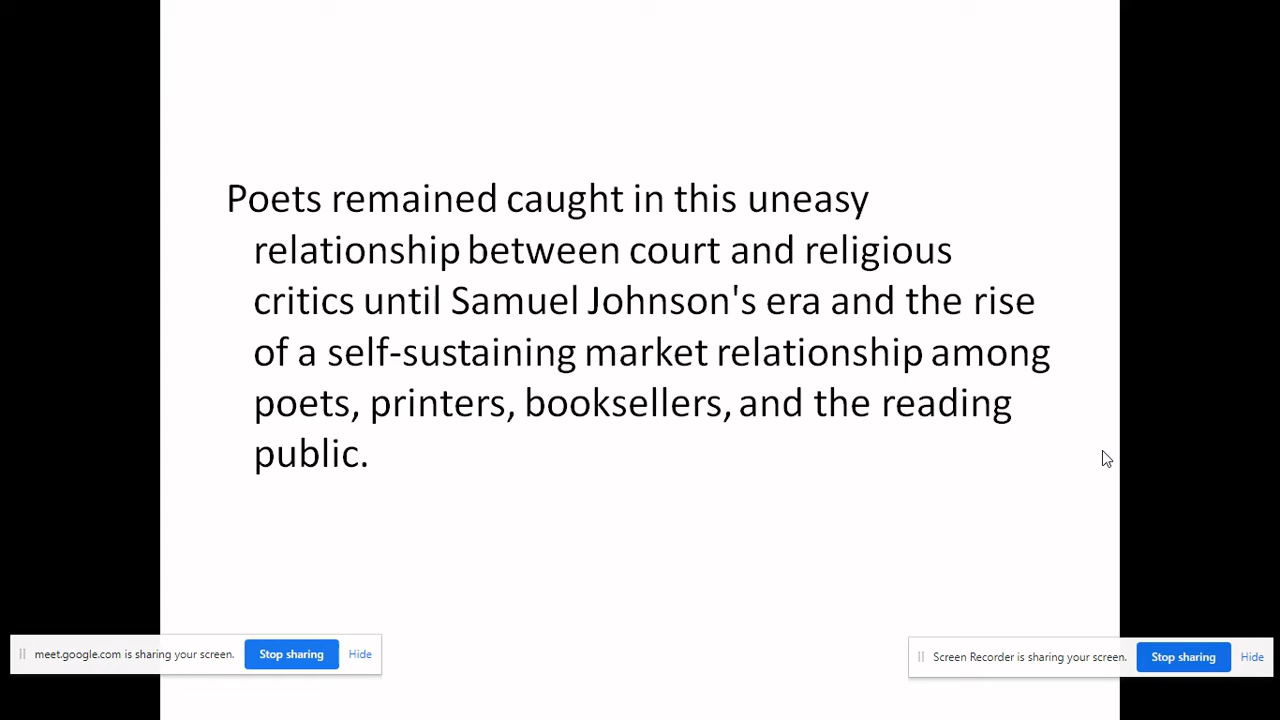 Poets remained caught in this uneasy
relationship between court and religious
critics until Samuel Johnson's era and the rise
of a self-sustaining market relationship among
poets, printers, booksellers, and the reading
public.
meet.google.com is sharing your screen. Stop sharing Hide
Screen Recorder is sharing your screen. Stop sharing Hide